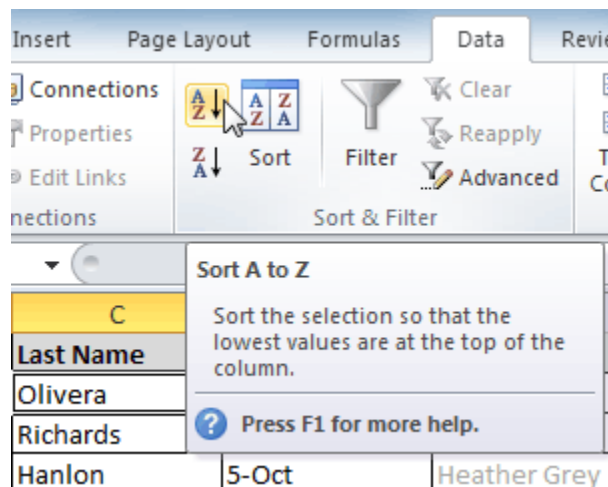 Insert Page Layout Formulas Data
Connections
A Z
A Z
Z A
Clear
Properties
Reapply
Z A
Sort
Filter
Edit Links
Advanced
Sort & Filter
C
Sort A to Z
Sort the selection so that the
lowest values are at the top of the
column.
? Press F1 for more help.
Last Name
Olivera
Richards
Hanlon 5-Oct Heather Grey